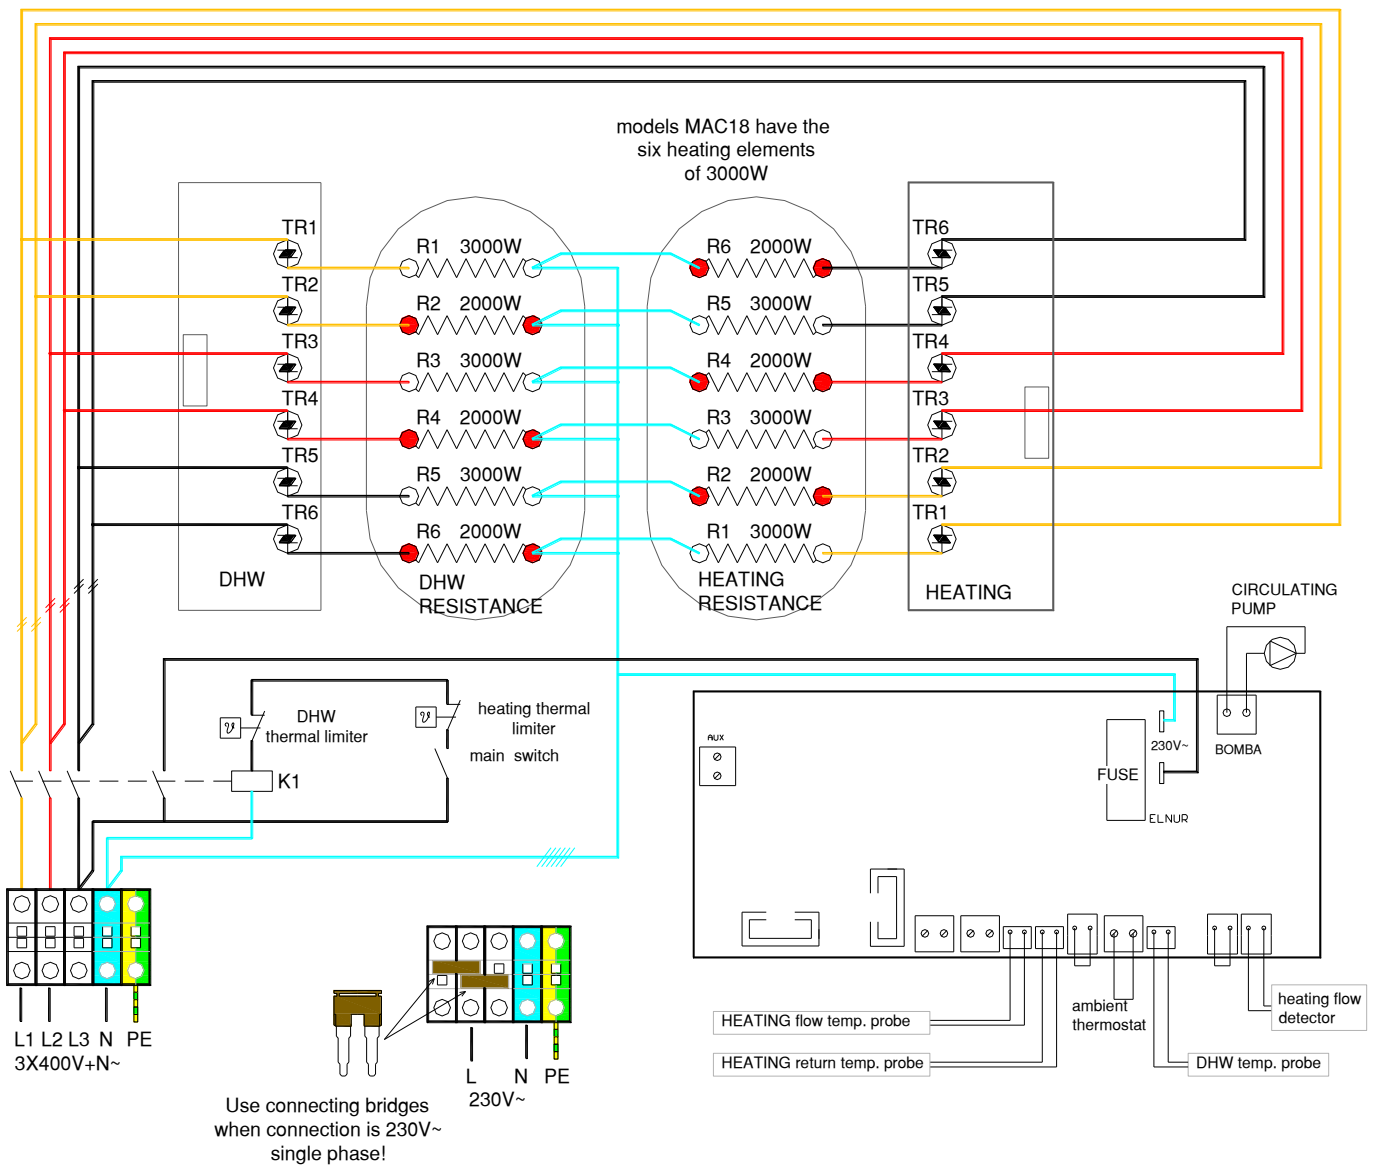 models MAC18 have the
six heating elements
of 3000W
TR1
R1 3000W
R6 2000W
TR6
TR2
R2 2000W
R5 3000W
TR5
TR3
R3 3000W
R4 2000W
TR4
TR4
R4 2000W
R3 3000W
TR3
TR5
R5 3000W
R2 2000W
TR2
TR6
R6 2000W
R1 3000W
TR1
DHW
DHW
RESISTANCE
HEATING
RESISTANCE
HEATING
CIRCULATING
PUMP
DHW
thermal limiter
heating thermal
limiter
main switch
K1
AUX
230V~
FUSE
ELNUR
BOMBA
L1 L2 L3 N PE
3X400V+N~
L N PE
230V~
Use connecting bridges
when connection is 230V~
single phase!
HEATING flow temp. probe
HEATING return temp. probe
ambient
thermostat
heating flow
detector
DHW temp. probe